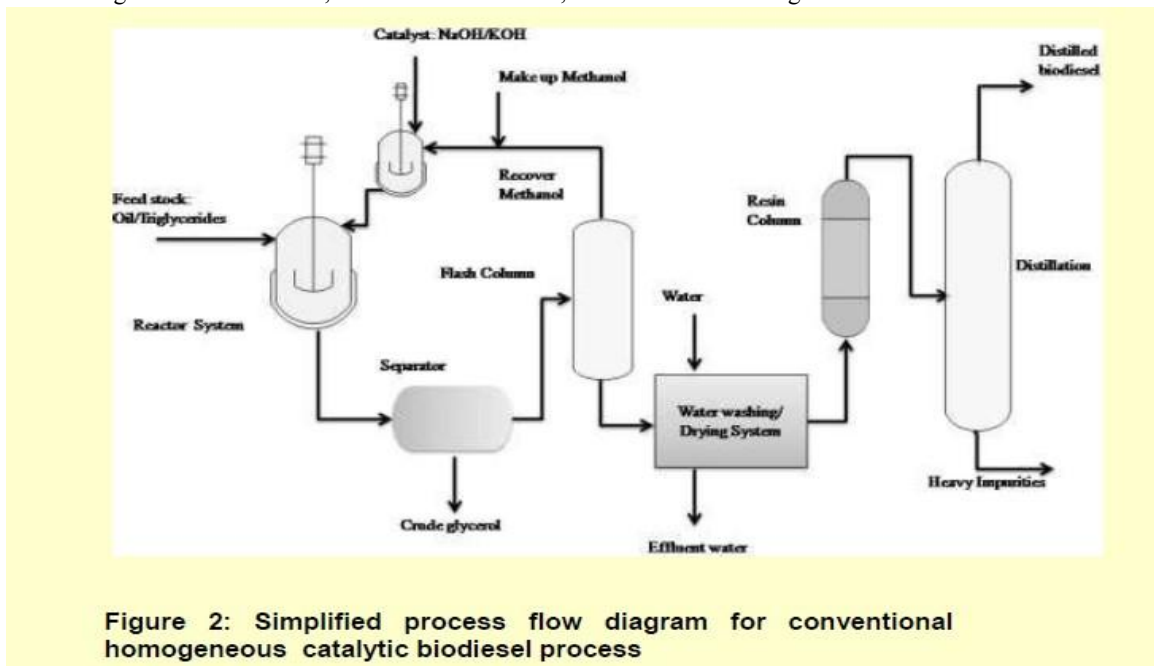 Catalyst: NaOH/KOH
Distilled
biodiesel
Make up Methanol
Recover
Methanol
Feed stock:
Oil/Triglycerides
Resin
Column
Flash Column
Distillation
Water
Reactor System
Separator
Water washing/
Drying System
Heavy Impurities
Crude glycerol
Effluent water
Figure 2: Simplified process flow diagram for conventional
homogeneous catalytic biodiesel process